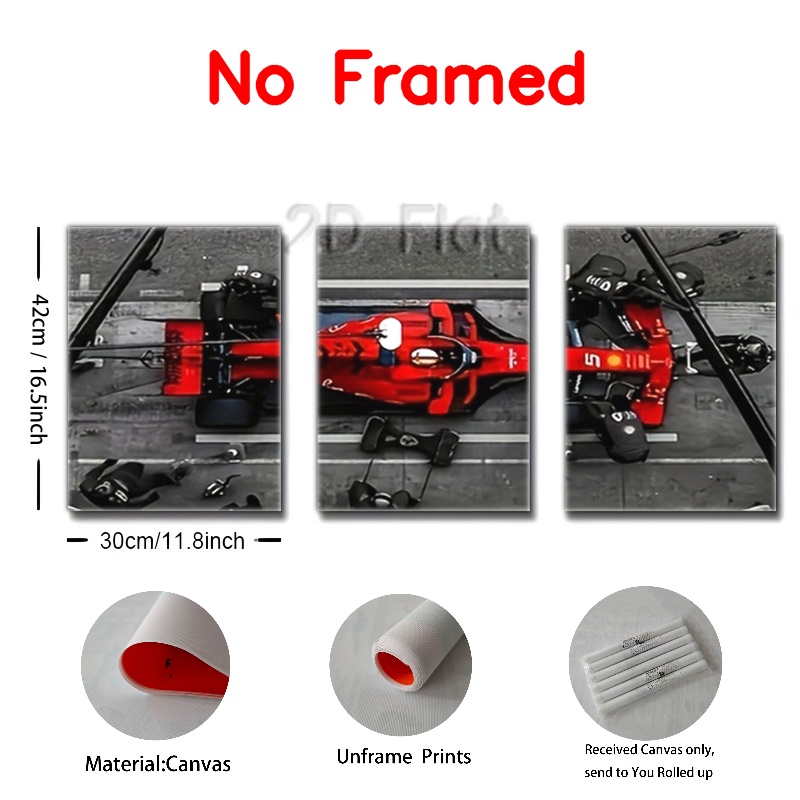 No Framed
2D Flat
42cm / 16.5inch
5
30cm/11.8inch
Material:Canvas
Unframe Prints
Received Canvas only,
send to You Rolled up